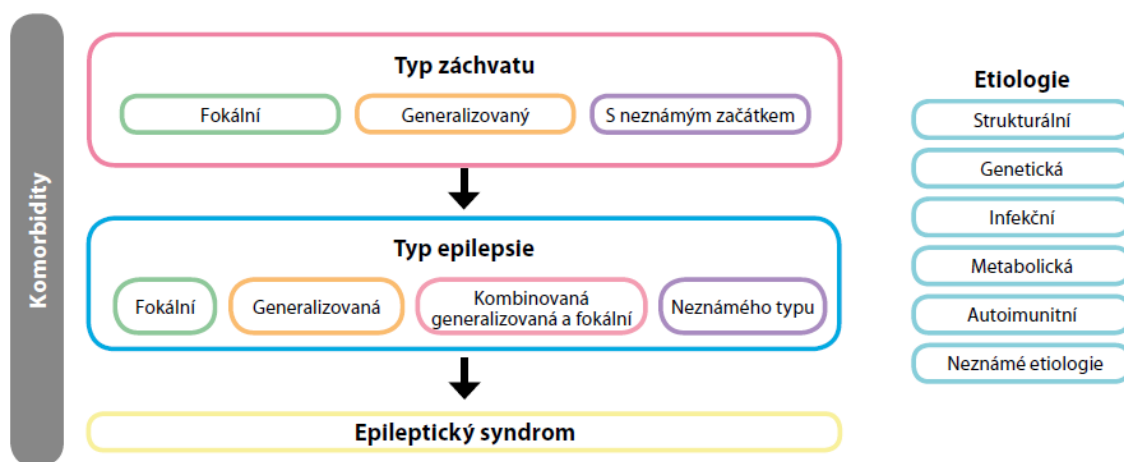 Komorbidity
Typ záchvatu
Fokální
Generalizovaný
S neznámým začátkem
Typ epilepsie
Fokální
Generalizovaná
Kombinovaná
generalizovaná a fokální
Neznámého typu
Epileptický syndrom
Etiologie
Strukturální
Genetická
Infekční
Metabolická
Autoimunitní
Neznámé etiologie